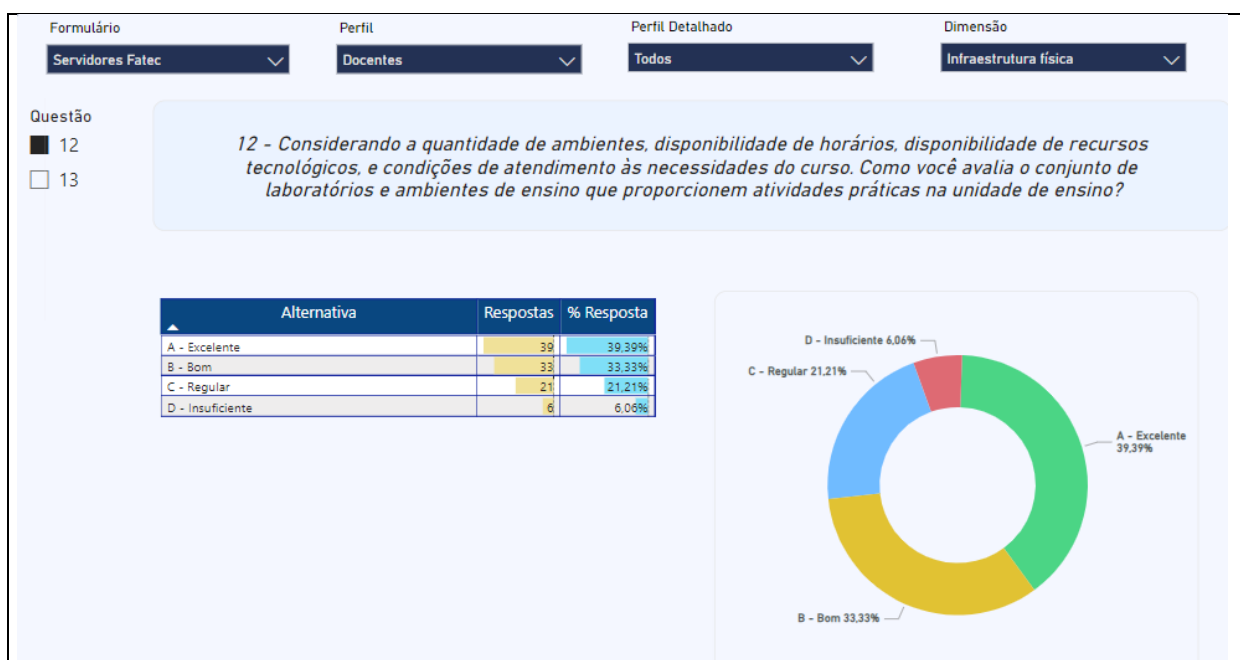 Formulário
Perfil
Perfil Detalhado
Dimensão
Servidores Fatec
Docentes
Todos
Infraestrutura física
Questão
12
13
12 - Considerando a quantidade de ambientes, disponibilidade de horários, disponibilidade de recursos
tecnológicos, e condições de atendimento às necessidades do curso. Como você avalia o conjunto de
laboratórios e ambientes de ensino que proporcionem atividades práticas na unidade de ensino?
Alternativa Respostas % Resposta
A - Excelente 39 39,39%
B - Bom 33 33,33%
C - Regular 21 21,21%
D - Insuficiente 6 6,06%
D - Insuficiente 6,06%
C - Regular 21,21%
A - Excelente
39,39%
B - Bom 33,33%